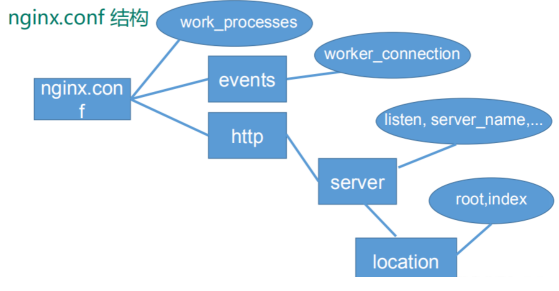 nginx.conf 结构
work_processes
worker_connection
events
nginx.con
f
http
listen, server_name,...
server
root,index
location